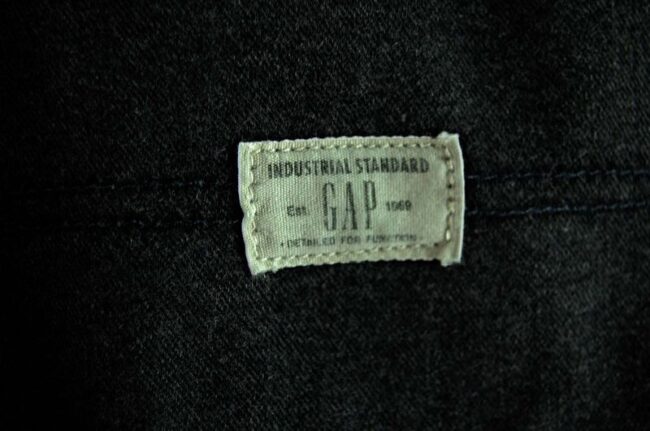 INDUSTRIAL STANDARD
Est. GAP 1969
• DETAILED FOR FUNCTION •